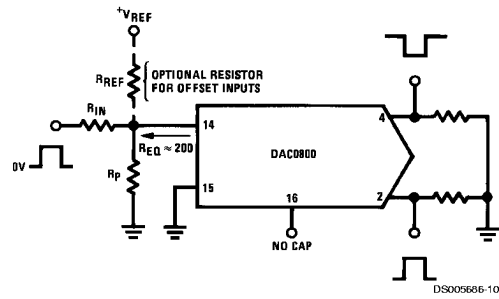 +VREF
RREF
OPTIONAL RESISTOR
FOR OFFSET INPUTS
RIN
14
4
REQ ≈ 200
DAC0800
0V
RP
15
16
2
NO CAP
DS005686-10